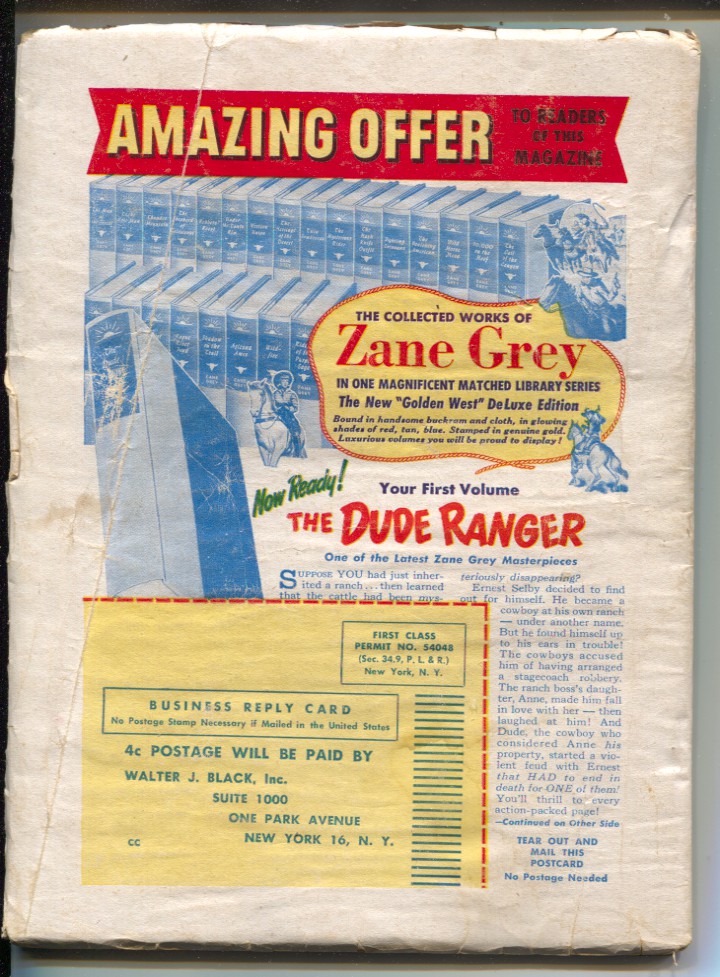 AMAZING OFFER
TO READERS
OF THIS
MAGAZINE
THE COLLECTED WORKS OF
Zane Grey
IN ONE MAGNIFICENT MATCHED LIBRARY SERIES
The New "Golden West" DeLuxe Edition
Bound in handsome buckram and cloth, in glowing
shades of red, tan, blue. Stamped in genuine gold.
Luxurious volumes you will be proud to display!
Now Ready!
Your First Volume
THE DUDE RANGER
One of the Latest Zane Grey Masterpieces
SUPPOSE YOU had just inher-
ited a ranch... then learned
that the cattle had been mys-
teriously disappearing?
Ernest Selby decided to find
out for himself. He became a
cowboy at his own ranch
— under another name.
But he found himself up
to his ears in trouble!
The cowboys accused
him of having arranged
a stagecoach robbery.
The ranch boss's daugh-
ter, Anne, made him fall
in love with her — then
laughed at him! And
Dude, the cowboy who
considered Anne his
property, started a vio-
lent feud with Ernest
that HAD to end in
death for ONE of them!
You'll thrill to every
action-packed page!
—Continued on Other Side
TEAR OUT AND
MAIL THIS
POSTCARD
No Postage Needed
FIRST CLASS
PERMIT NO. 54048
(Sec. 34.9, P. L. & R.)
New York, N. Y.
BUSINESS REPLY CARD
No Postage Stamp Necessary if Mailed in the United States
4c POSTAGE WILL BE PAID BY
WALTER J. BLACK, Inc.
SUITE 1000
ONE PARK AVENUE
NEW YORK 16, N. Y.
CC